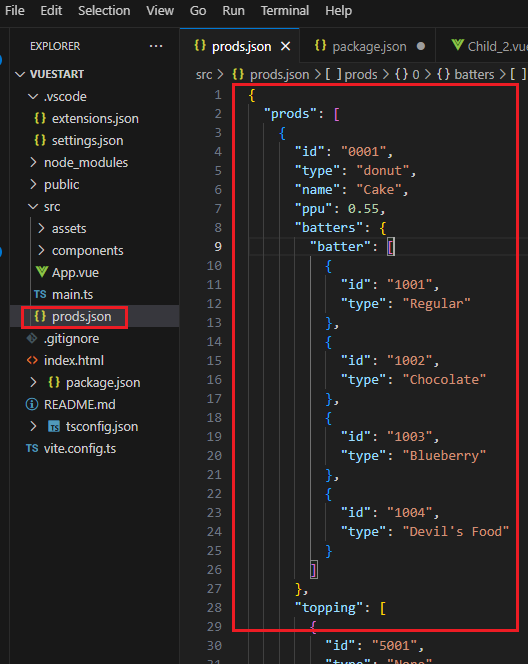 File Edit Selection View Go Run Terminal Help
EXPLORER ...
VUESTART
.vscode
{} extensions.json
{} settings.json
node_modules
public
src
assets
components
App.vue
TS main.ts
{} prods.json
.gitignore
<> index.html
{} package.json
README.md
TS tsconfig.json
TS vite.config.ts
{} prods.json × {} package.json ● Child_2.vue
src > {} prods.json > [ ] prods > {} 0 > {} batters > [ ]
1 {
2 "prods": [
3 {
4 "id": "0001",
5 "type": "donut",
6 "name": "Cake",
7 "ppu": 0.55,
8 "batters": {
9 "batter": [
10 {
11 "id": "1001",
12 "type": "Regular"
13 },
14 {
15 "id": "1002",
16 "type": "Chocolate"
17 },
18 {
19 "id": "1003",
20 "type": "Blueberry"
21 },
22 {
23 "id": "1004",
24 "type": "Devil's Food"
25 }
26 ]
27 },
28 "topping": [
29 {
30 "id": "5001",